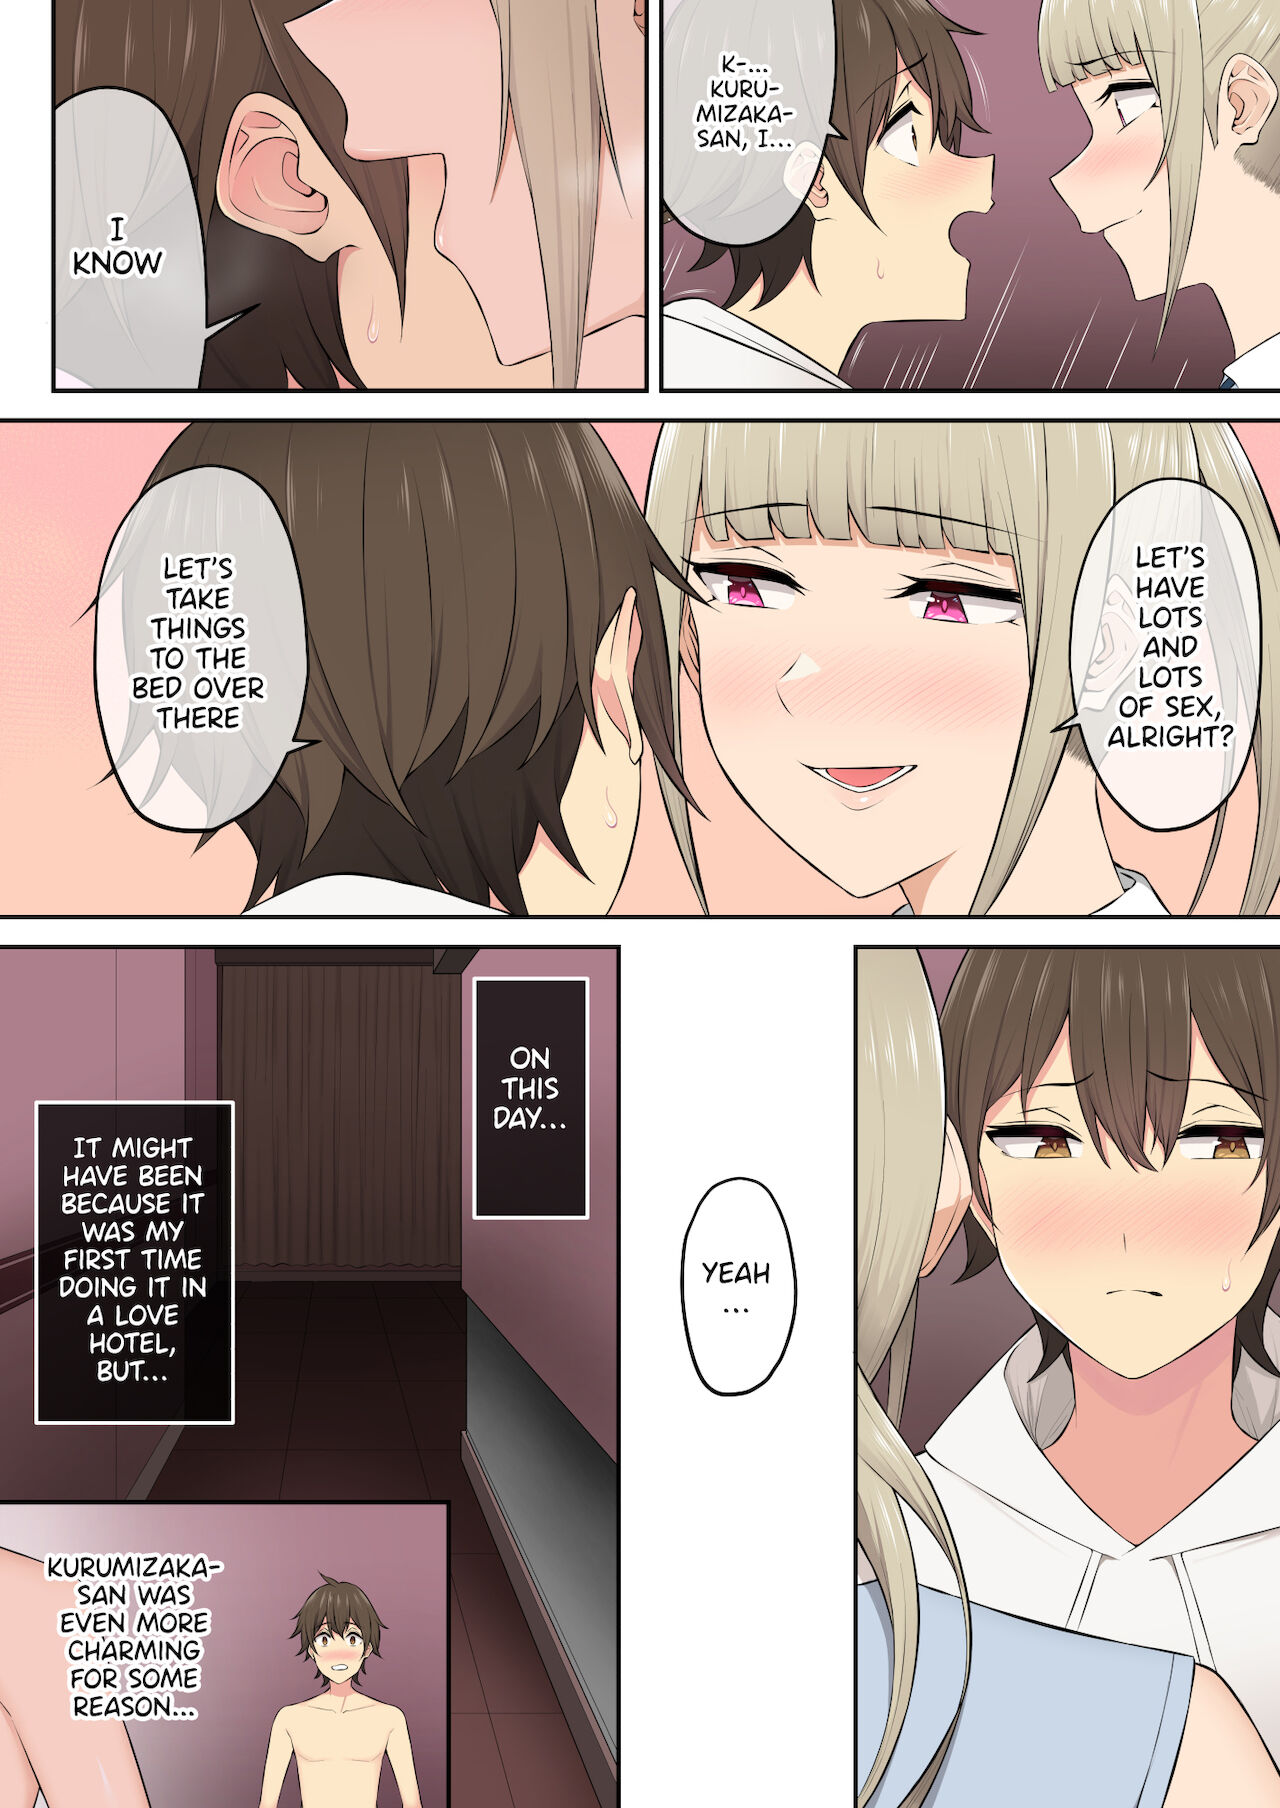 K-...
KURU-
MIZAKA-
SAN, I...
I
KNOW
LET'S
HAVE
LOTS
AND
LOTS
OF SEX,
ALRIGHT?
LET'S
TAKE
THINGS
TO THE
BED OVER
THERE
YEAH
...
ON
THIS
DAY...
IT MIGHT
HAVE BEEN
BECAUSE IT
WAS MY
FIRST TIME
DOING IT IN
A LOVE
HOTEL,
BUT...
KURUMIZAKA-
SAN WAS
EVEN MORE
CHARMING
FOR SOME
REASON...